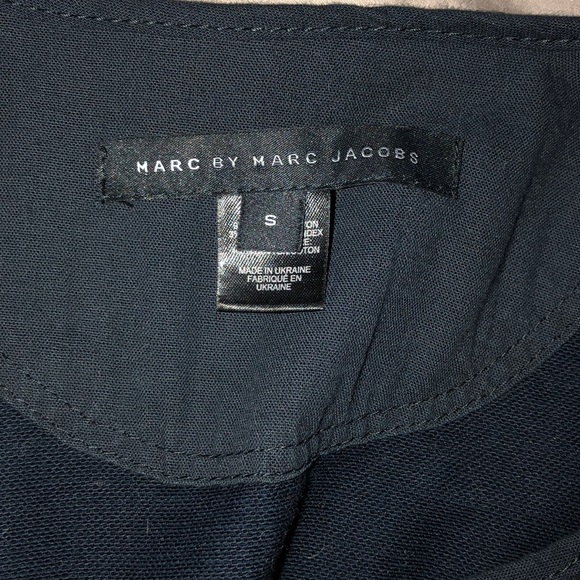 MARC BY MARC JACOBS
S
MADE IN UKRAINE
FABRIQUÉ EN
UKRAINE